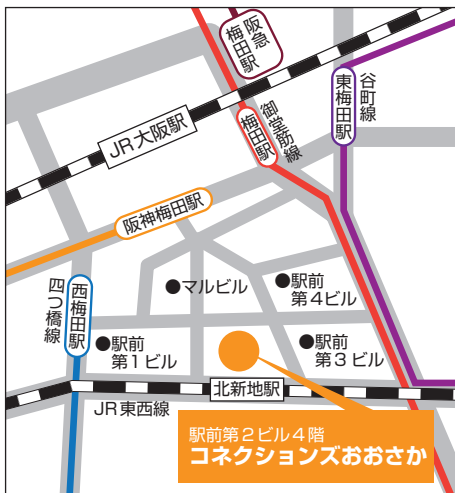 阪急
梅田駅
JR大阪駅
梅田駅
御堂筋線
東梅田駅
谷町線
阪神梅田駅
西梅田駅
四つ橋線
●マルビル
●駅前
第4ビル
●駅前
第1ビル
●駅前
第3ビル
北新地駅
JR東西線
駅前第2ビル4階
コネクションズおおさか